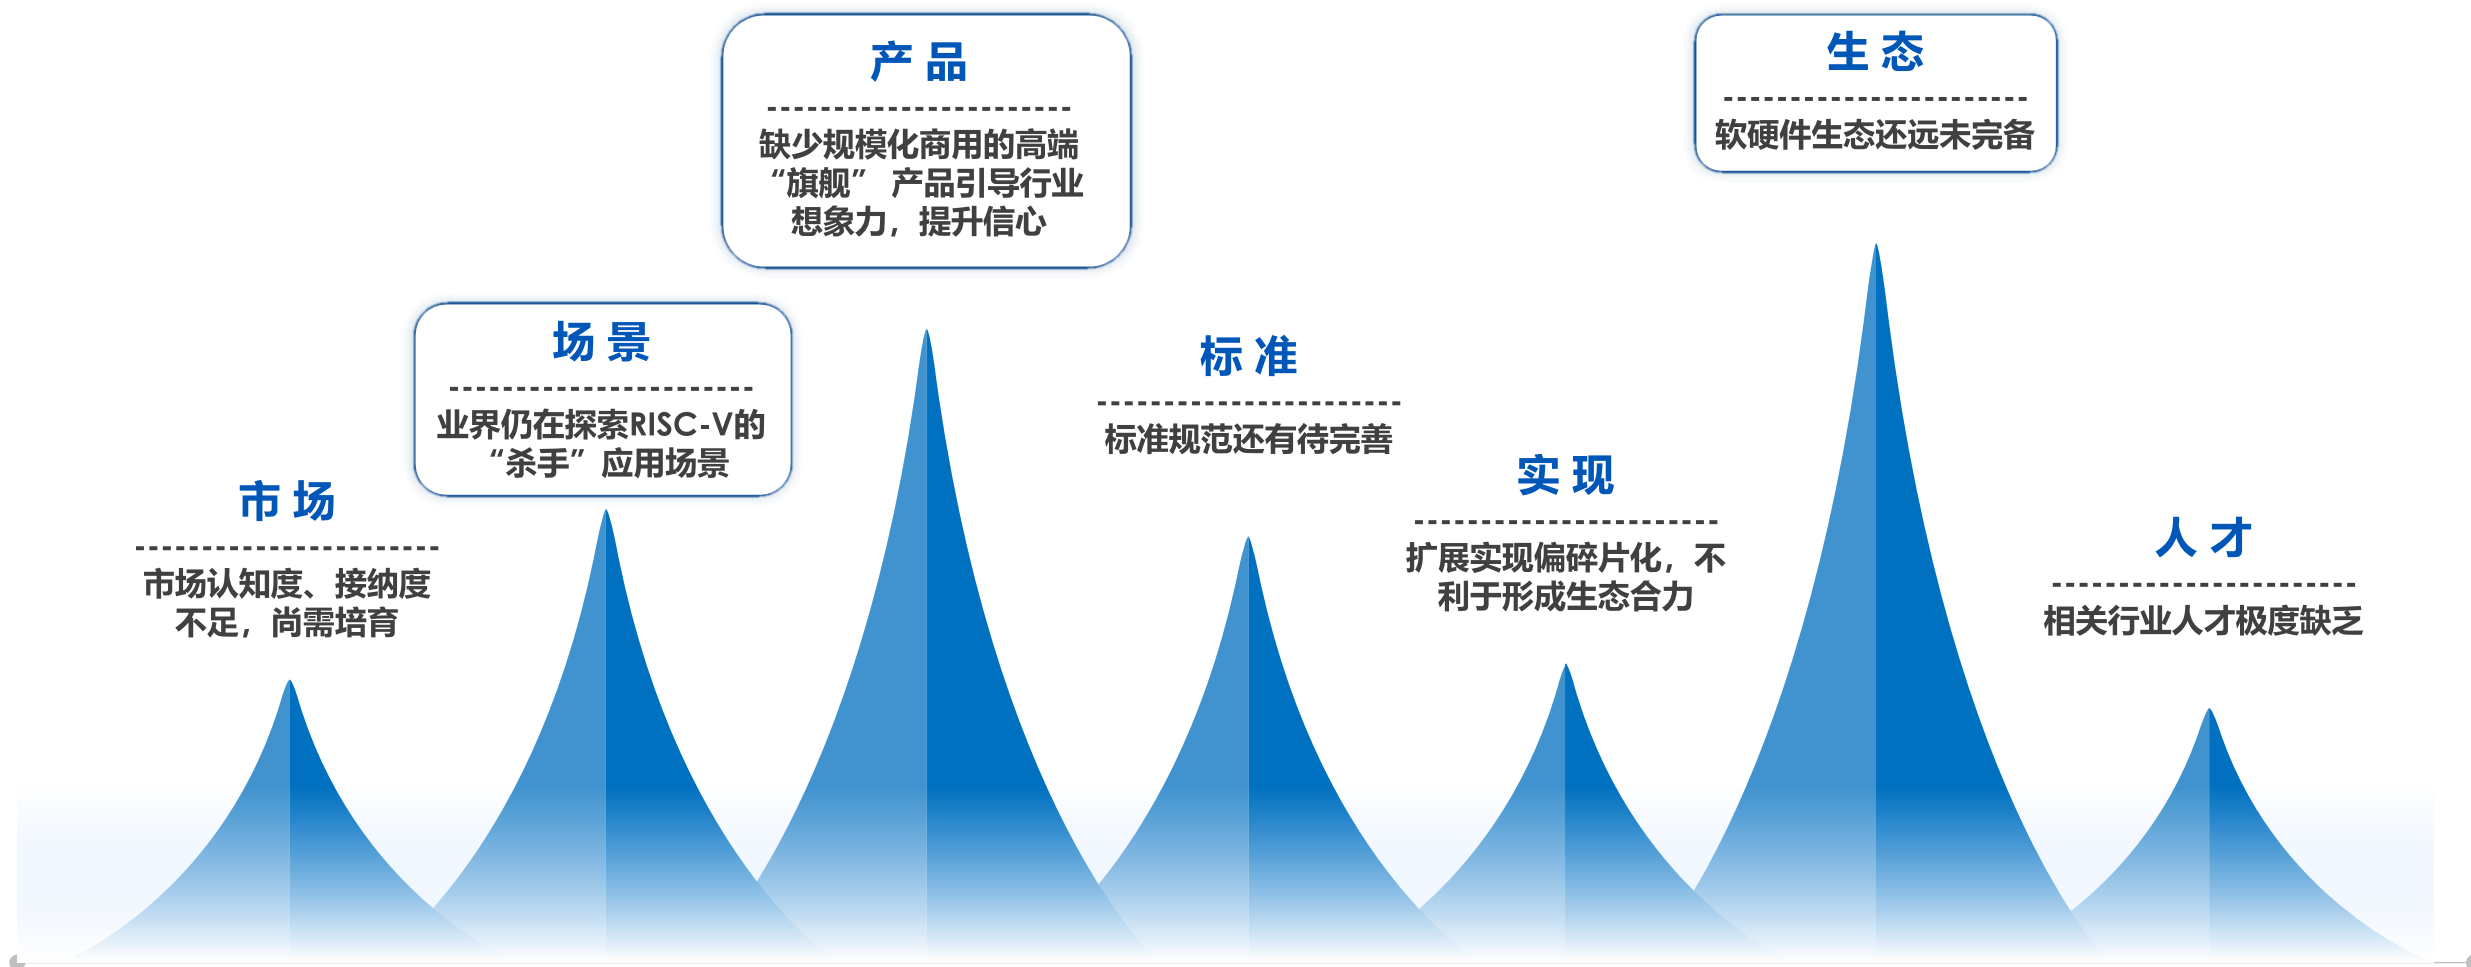 市场
市场认知度、接纳度
不足，尚需培育
场景
业界仍在探索RISC-V的
“杀手”应用场景
产品
缺少规模化商用的高端
“旗舰” 产品引导行业
想象力，提升信心
标准
标准规范还有待完善
实现
扩展实现偏碎片化，不
利于形成生态合力
生态
软硬件生态还远未完备
人才
相关行业人才极度缺乏